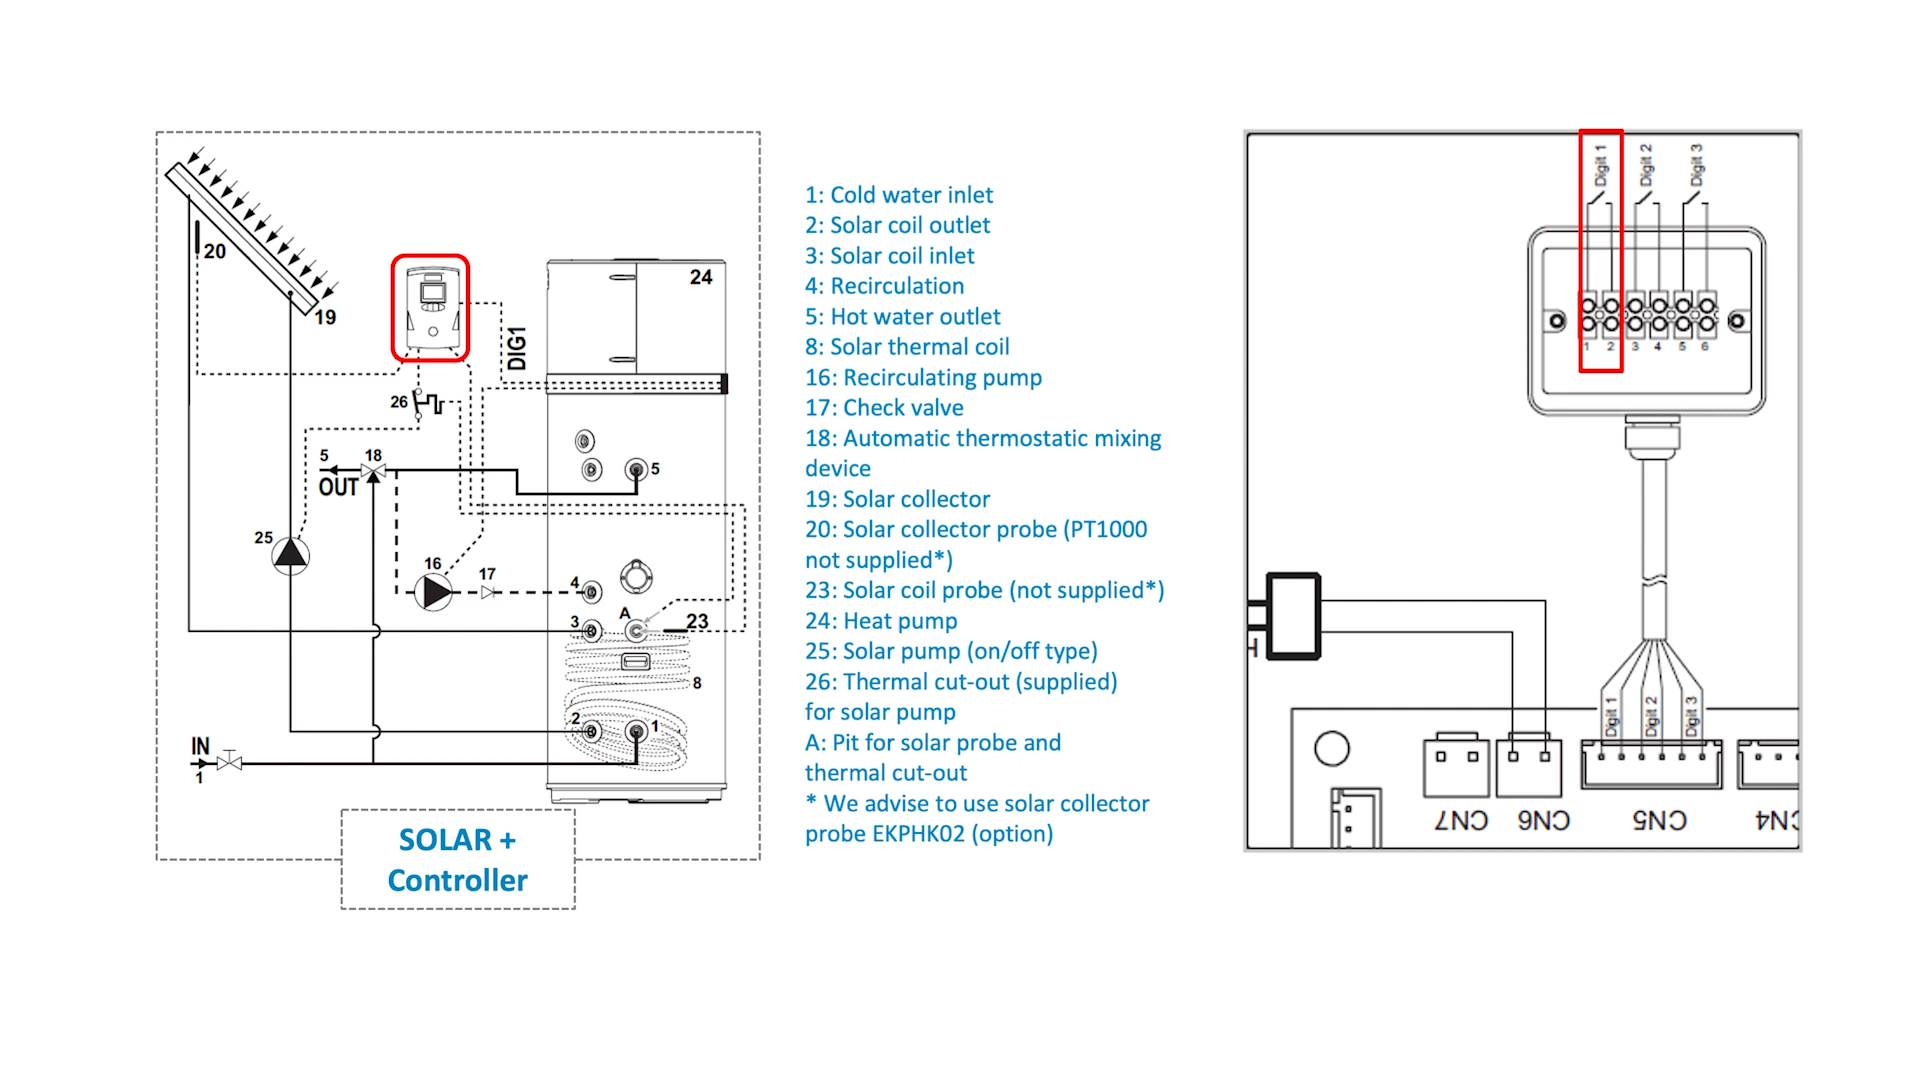 20
19
24
DIG1
26
5
18
OUT
5
25
16
17
4
A
3
23
8
2
1
IN
1
SOLAR +
Controller
1: Cold water inlet
2: Solar coil outlet
3: Solar coil inlet
4: Recirculation
5: Hot water outlet
8: Solar thermal coil
16: Recirculating pump
17: Check valve
18: Automatic thermostatic mixing
device
19: Solar collector
20: Solar collector probe (PT1000
not supplied*)
23: Solar coil probe (not supplied*)
24: Heat pump
25: Solar pump (on/off type)
26: Thermal cut-out (supplied)
for solar pump
A: Pit for solar probe and
thermal cut-out
* We advise to use solar collector
probe EKPHK02 (option)
Digit 1
Digit 2
Digit 3
1 2 3 4 5 6
H
Digit 1
Digit 2
Digit 3
CN7
CN6
CN5
CN4